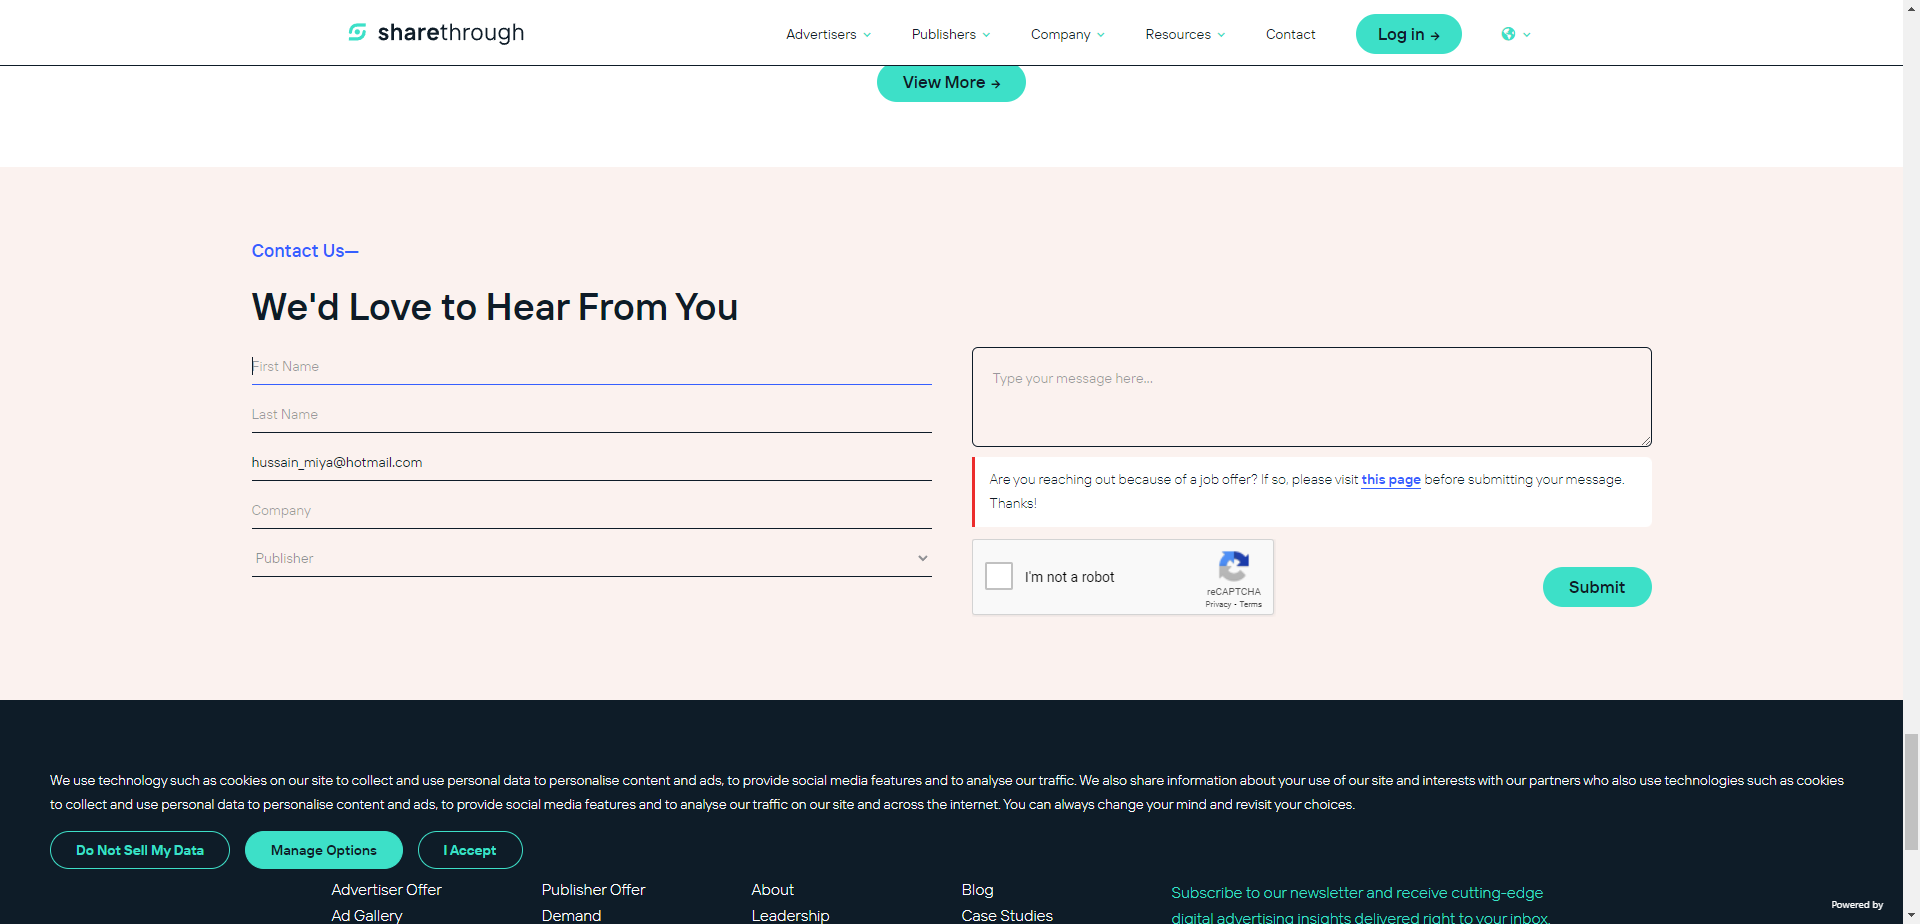 sharethrough
Advertisers
Publishers
Company
Resources
Contact
Log in →
View More →
Contact Us—
We'd Love to Hear From You
First Name
Last Name
hussain_miya@hotmail.com
Company
Publisher
Type your message here...
Are you reaching out because of a job offer? If so, please visit this page before submitting your message.
Thanks!
I'm not a robot
reCAPTCHA
Privacy - Terms
Submit
We use technology such as cookies on our site to collect and use personal data to personalise content and ads, to provide social media features and to analyse our traffic. We also share information about your use of our site and interests with our partners who also use technologies such as cookies
to collect and use personal data to personalise content and ads, to provide social media features and to analyse our traffic on our site and across the internet. You can always change your mind and revisit your choices.
Do Not Sell My Data
Manage Options
I Accept
Advertiser Offer
Ad Gallery
Publisher Offer
Demand
About
Leadership
Blog
Case Studies
Subscribe to our newsletter and receive cutting-edge
digital advertising insights delivered right to your inbox.
Powered by